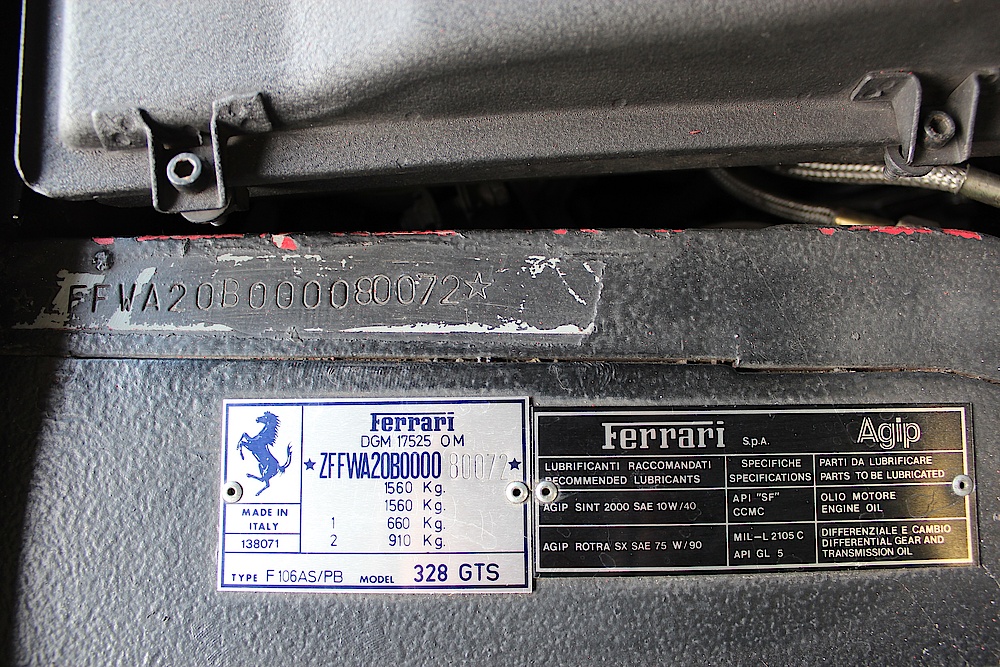 ZFFWA20B000080072☆
Ferrari
DGM 17525 OM
★ZFFWA20B0000 80072★
1560 Kg.
1560 Kg.
1 660 Kg.
2 910 Kg.
MADE IN
ITALY
138071
TYPE F106AS/PB MODEL 328 GTS
Ferrari S.p.A. Agip
LUBRIFICANTI RACCOMANDATI
RECOMMENDED LUBRICANTS
SPECIFICHE
SPECIFICATIONS
PARTI DA LUBRIFICARE
PARTS TO BE LUBRICATED
AGIP SINT 2000 SAE 10W/40
API "SF"
CCMC
OLIO MOTORE
ENGINE OIL
AGIP ROTRA SX SAE 75 W/90
MIL-L 2105 C
API GL 5
DIFFERENZIALE E CAMBIO
DIFFERENTIAL GEAR AND
TRANSMISSION OIL